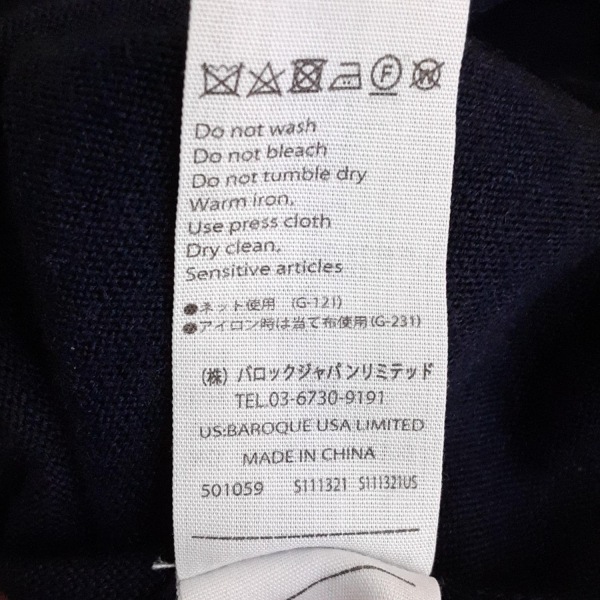 F W
Do not wash
Do not bleach
Do not tumble dry
Warm iron.
Use press cloth
Dry clean.
Sensitive articles
●ネット使用 (G-121)
●アイロン時は当て布使用(G-231)
(株) バロックジャパンリミテッド
TEL.03-6730-9191
US:BAROQUE USA LIMITED
MADE IN CHINA
501059 S111321 S111321US